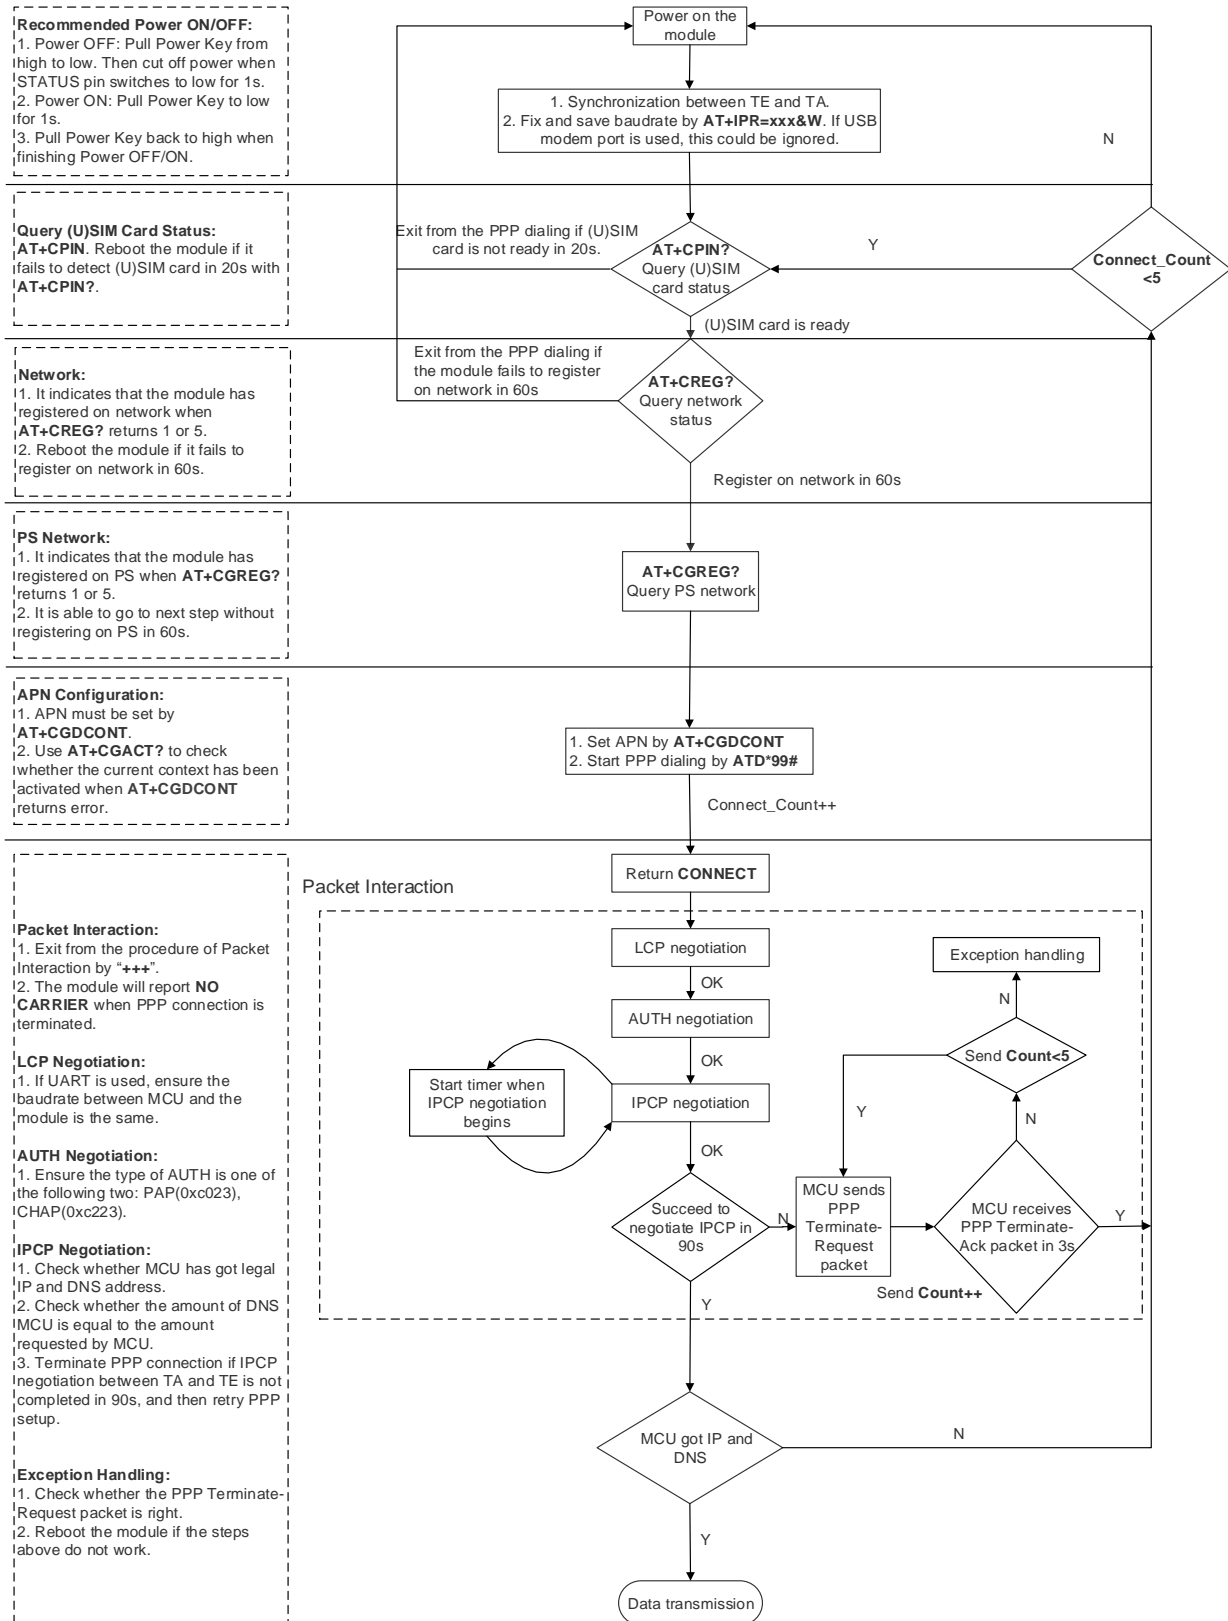 Recommended Power ON/OFF:
1. Power OFF: Pull Power Key from
high to low. Then cut off power when
STATUS pin switches to low for 1s.
2. Power ON: Pull Power Key to low
for 1s.
3. Pull Power Key back to high when
finishing Power OFF/ON.
Power on the
module
1. Synchronization between TE and TA.
2. Fix and save baudrate by AT+IPR=xxx&W. If USB
modem port is used, this could be ignored.
N
Query (U)SIM Card Status:
AT+CPIN. Reboot the module if it
fails to detect (U)SIM card in 20s with
AT+CPIN?.
Exit from the PPP dialing if (U)SIM
card is not ready in 20s.
AT+CPIN?
Query (U)SIM
card status
Y
Connect_Count
<5
(U)SIM card is ready
Network:
1. It indicates that the module has
registered on network when
AT+CREG? returns 1 or 5.
2. Reboot the module if it fails to
register on network in 60s.
Exit from the PPP dialing if
the module fails to register
on network in 60s
AT+CREG?
Query network
status
Register on network in 60s
PS Network:
1. It indicates that the module has
registered on PS when AT+CGREG?
returns 1 or 5.
2. It is able to go to next step without
registering on PS in 60s.
AT+CGREG?
Query PS network
APN Configuration:
1. APN must be set by
AT+CGDCONT.
2. Use AT+CGACT? to check
whether the current context has been
activated when AT+CGDCONT
returns error.
1. Set APN by AT+CGDCONT
2. Start PPP dialing by ATD*99#
Connect_Count++
Packet Interaction:
1. Exit from the procedure of Packet
Interaction by “+++”.
2. The module will report NO
CARRIER when PPP connection is
terminated.
LCP Negotiation:
1. If UART is used, ensure the
baudrate between MCU and the
module is the same.
AUTH Negotiation:
1. Ensure the type of AUTH is one of
the following two: PAP(0xc023),
CHAP(0xc223).
IPCP Negotiation:
1. Check whether MCU has got legal
IP and DNS address.
2. Check whether the amount of DNS
MCU is equal to the amount
requested by MCU.
3. Terminate PPP connection if IPCP
negotiation between TA and TE is not
completed in 90s, and then retry PPP
setup.
Exception Handling:
1. Check whether the PPP Terminate-
Request packet is right.
2. Reboot the module if the steps
above do not work.
Return CONNECT
Packet Interaction
LCP negotiation
OK
AUTH negotiation
OK
Start timer when
IPCP negotiation
begins
IPCP negotiation
OK
Succeed to
negotiate IPCP in
90s
N
MCU sends
PPP
Terminate-
Request
packet
Exception handling
N
Send Count<5
Y
N
MCU receives
PPP Terminate-
Ack packet in 3s
Y
Send Count++
Y
MCU got IP and
DNS
N
Y
Data transmission